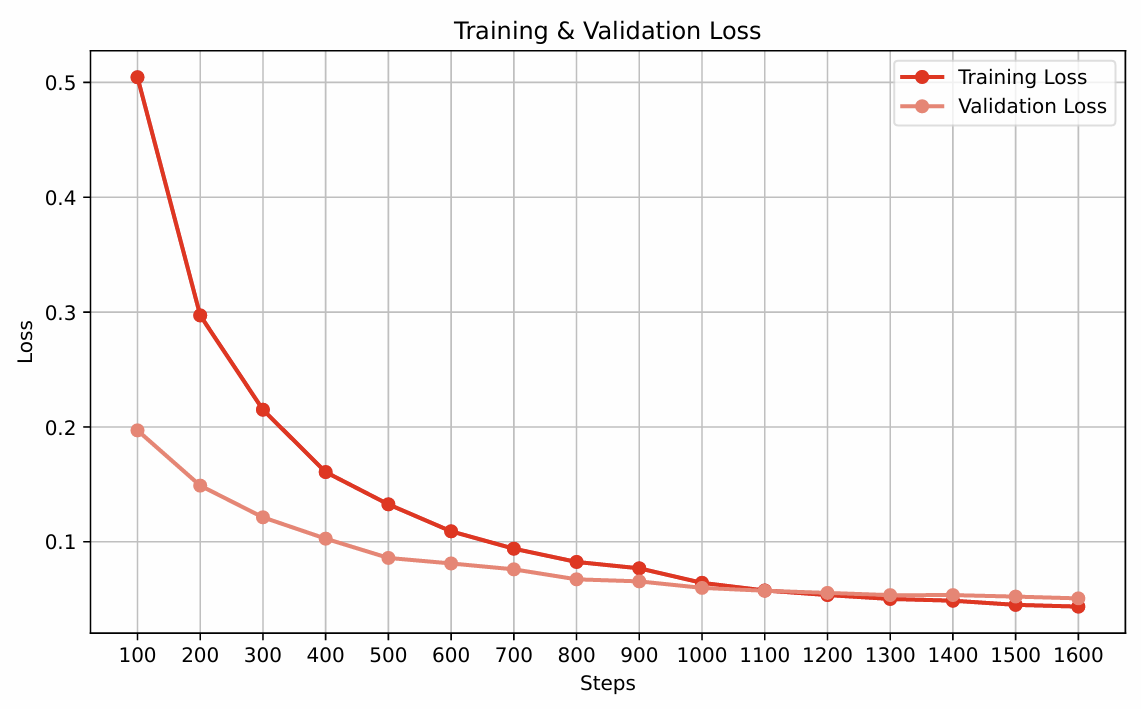 Training & Validation Loss
Training Loss
Validation Loss
0.5
0.4
0.3
0.2
0.1
Loss
100 200 300 400 500 600 700 800 900 1000 1100 1200 1300 1400 1500 1600
Steps